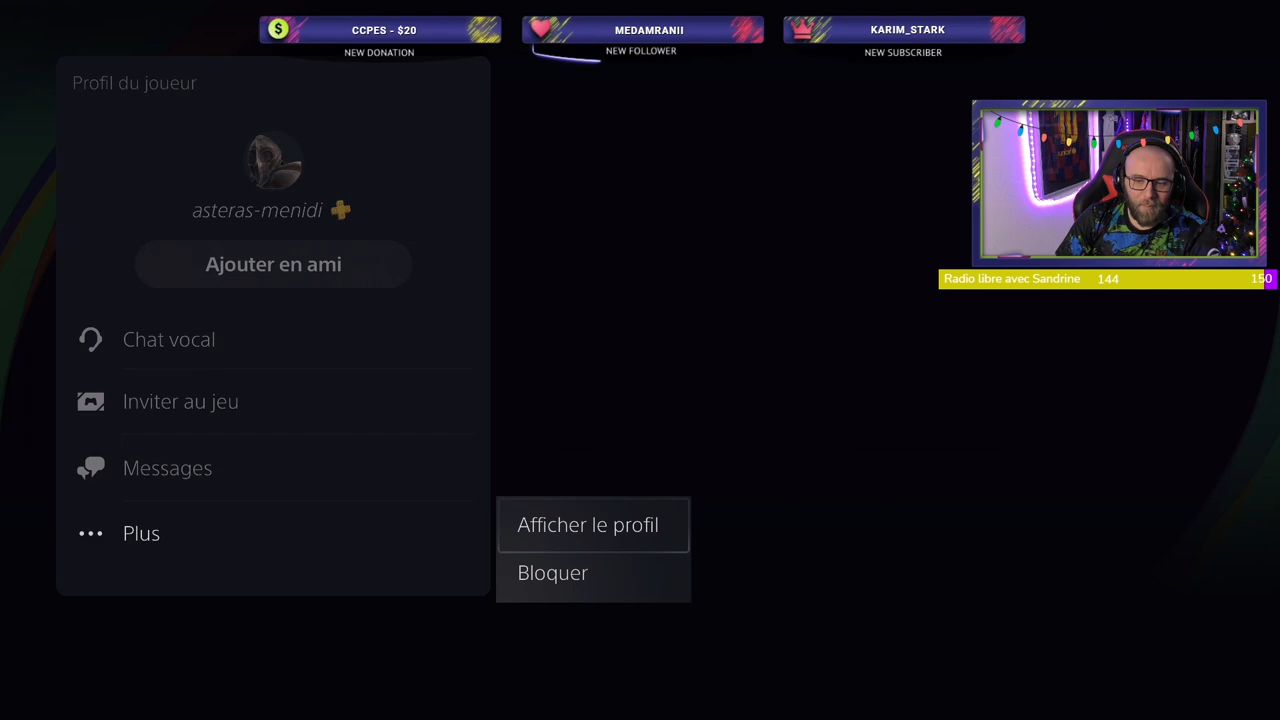 CCPES - $20
NEW DONATION
MEDAMRANII
NEW FOLLOWER
KARIM_STARK
NEW SUBSCRIBER
Profil du joueur
asteras-menidi
Ajouter en ami
Chat vocal
Inviter au jeu
Messages
Plus
Afficher le profil
Bloquer
Radio libre avec Sandrine 144 150